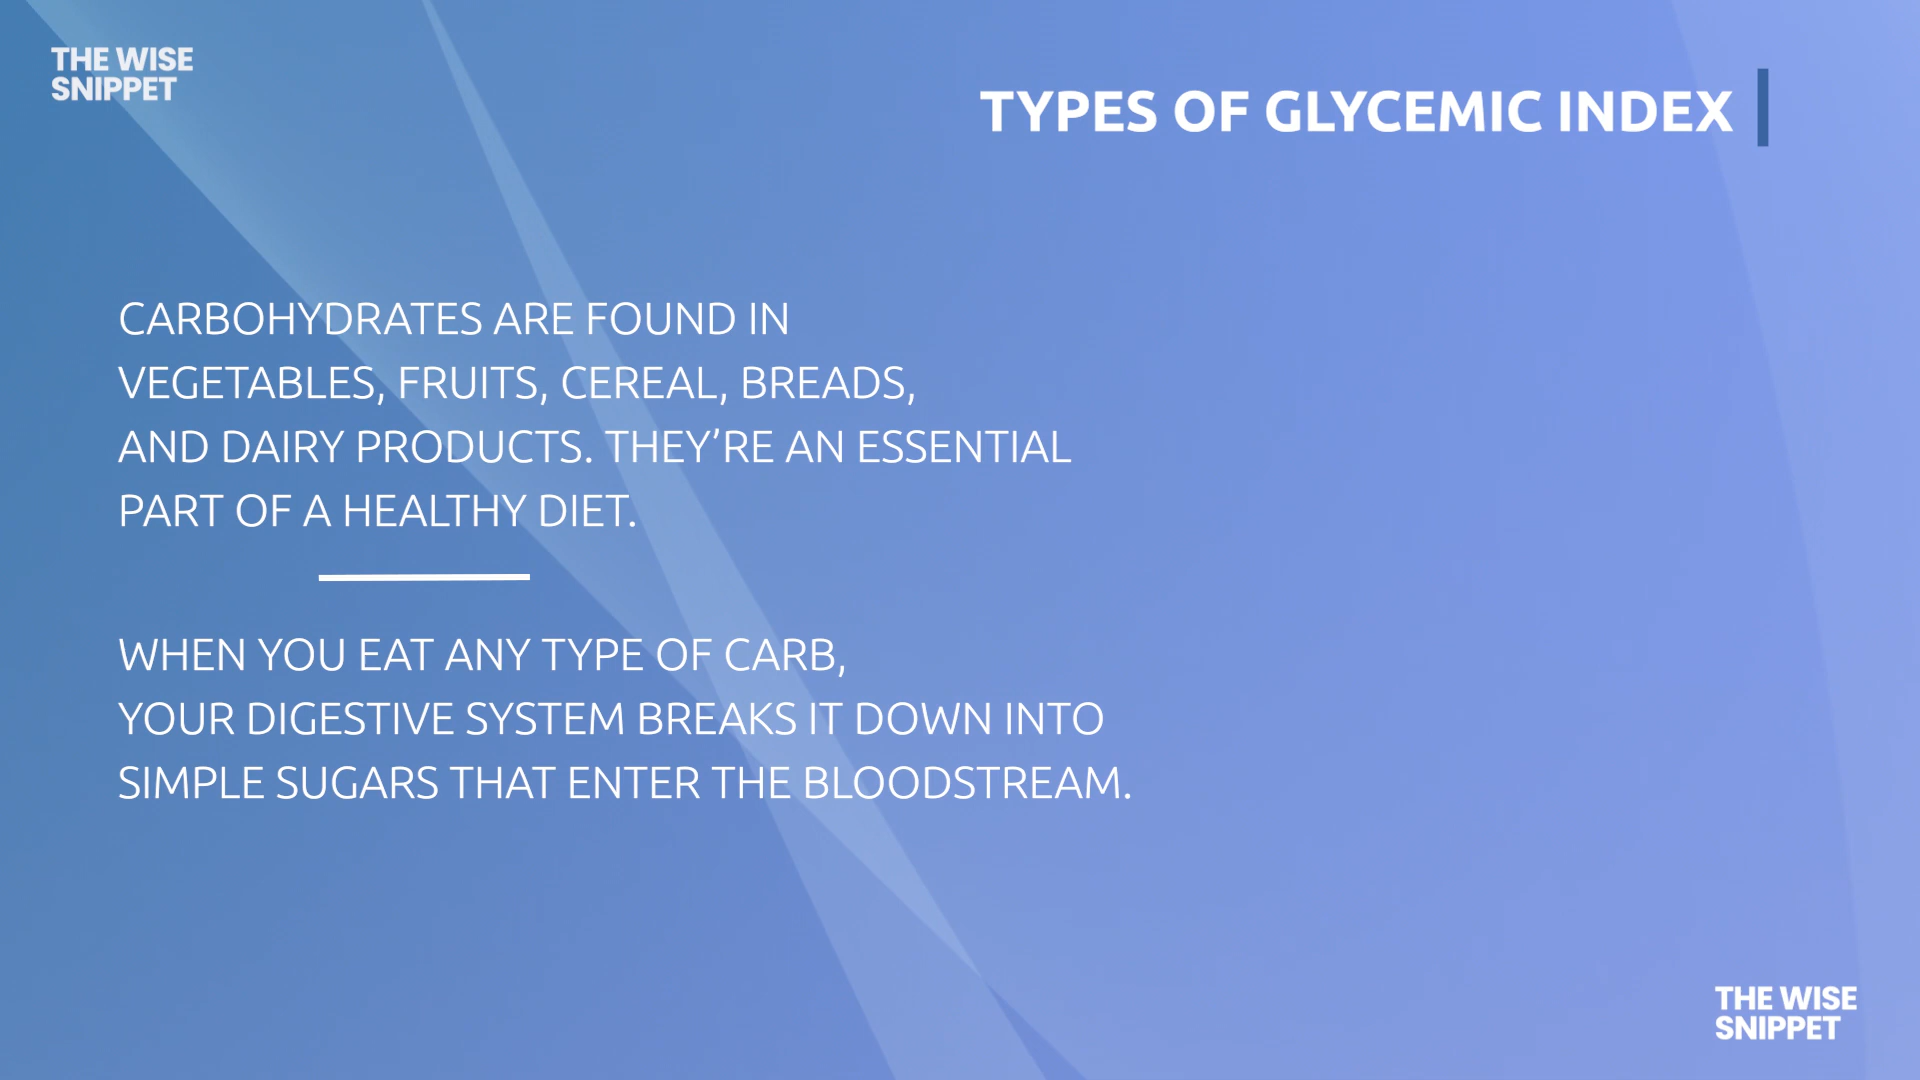 THE WISE
SNIPPET
TYPES OF GLYCEMIC INDEX
CARBOHYDRATES ARE FOUND IN
VEGETABLES, FRUITS, CEREAL, BREADS,
AND DAIRY PRODUCTS. THEY’RE AN ESSENTIAL
PART OF A HEALTHY DIET.
WHEN YOU EAT ANY TYPE OF CARB,
YOUR DIGESTIVE SYSTEM BREAKS IT DOWN INTO
SIMPLE SUGARS THAT ENTER THE BLOODSTREAM.
THE WISE
SNIPPET